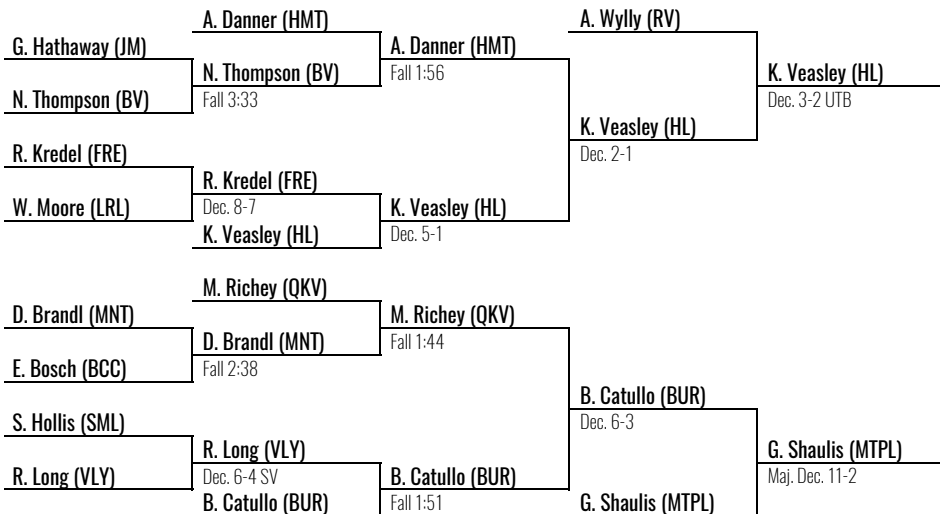 A. Danner (HMT)
A. Wylly (RV)
G. Hathaway (JM)
A. Danner (HMT)
N. Thompson (BV)
Fall 1:56
K. Veasley (HL)
N. Thompson (BV)
Fall 3:33
Dec. 3-2 UTB
K. Veasley (HL)
R. Kredel (FRE)
Dec. 2-1
R. Kredel (FRE)
W. Moore (LRL)
Dec. 8-7
K. Veasley (HL)
K. Veasley (HL)
Dec. 5-1
M. Richey (QKV)
D. Brandl (MNT)
M. Richey (QKV)
D. Brandl (MNT)
Fall 1:44
E. Bosch (BCC)
Fall 2:38
B. Catullo (BUR)
S. Hollis (SML)
Dec. 6-3
R. Long (VLY)
G. Shaulis (MTPL)
R. Long (VLY)
Dec. 6-4 SV
B. Catullo (BUR)
Maj. Dec. 11-2
B. Catullo (BUR)
Fall 1:51
G. Shaulis (MTPL)